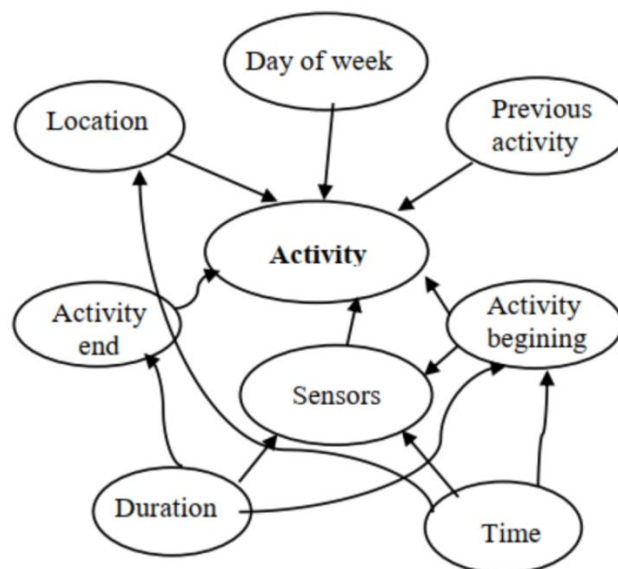 Day of week
Location
Previous
activity
Activity
Activity
end
Activity
begining
Sensors
Duration
Time